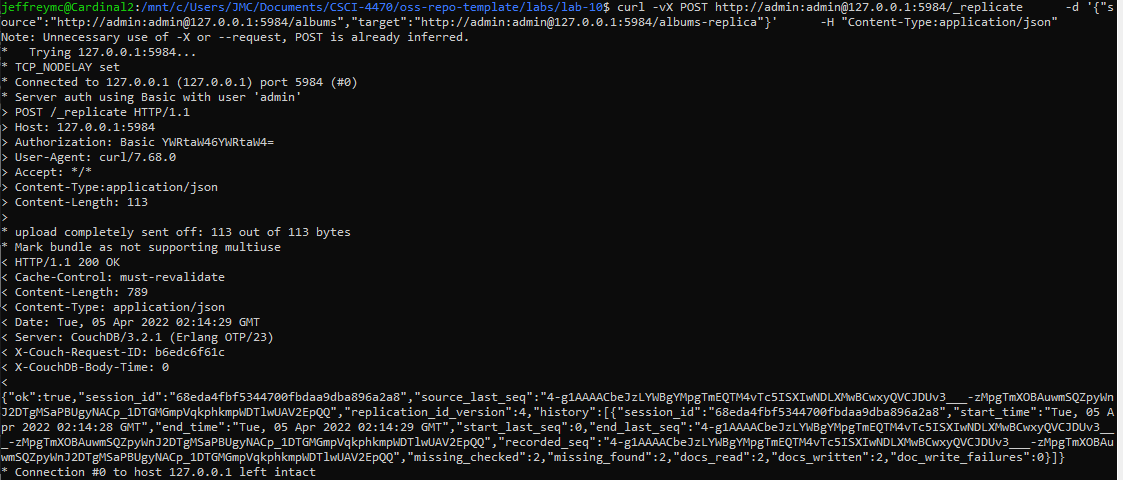 jeffreymc@Cardinal2:/mnt/c/Users/JMC/Documents/CSCI-4470/oss-repo-template/labs/lab-10$ curl -vX POST http://admin:admin@127.0.0.1:5984/_replicate      -d '{"s
ource":"http://admin:admin@127.0.0.1:5984/albums","target":"http://admin:admin@127.0.0.1:5984/albums-replica"}'      -H "Content-Type:application/json"
Note: Unnecessary use of -X or --request, POST is already inferred.
*   Trying 127.0.0.1:5984...
* TCP_NODELAY set
* Connected to 127.0.0.1 (127.0.0.1) port 5984 (#0)
* Server auth using Basic with user 'admin'
> POST /_replicate HTTP/1.1
> Host: 127.0.0.1:5984
> Authorization: Basic YWRtaW46YWRtaW4=
> User-Agent: curl/7.68.0
> Accept: */*
> Content-Type:application/json
> Content-Length: 113
>
* upload completely sent off: 113 out of 113 bytes
* Mark bundle as not supporting multiuse
< HTTP/1.1 200 OK
< Cache-Control: must-revalidate
< Content-Length: 789
< Content-Type: application/json
< Date: Tue, 05 Apr 2022 02:14:29 GMT
< Server: CouchDB/3.2.1 (Erlang OTP/23)
< X-Couch-Request-ID: b6edc6f61c
< X-CouchDB-Body-Time: 0
<
{"ok":true,"session_id":"68eda4fbf5344700fbdaa9dba896a2a8","source_last_seq":"4-g1AAAACbeJzLYWBgYMpgTmEQTM4vTc5ISXIwNDLXMwBCwxyQVCJDUv3___-zMpgTmXOBAuwmSQZpyWn
J2DTgMSaPBUgyNACp_1DTGMGmpVqkphkmpWDTlwUAV2EpQQ","replication_id_version":4,"history":[{"session_id":"68eda4fbf5344700fbdaa9dba896a2a8","start_time":"Tue, 05 A
pr 2022 02:14:28 GMT","end_time":"Tue, 05 Apr 2022 02:14:29 GMT","start_last_seq":0,"end_last_seq":"4-g1AAAACbeJzLYWBgYMpgTmEQTM4vTc5ISXIwNDLXMwBCwxyQVCJDUv3__
_-zMpgTmXOBAuwmSQZpyWnJ2DTgMSaPBUgyNACp_1DTGMGmpVqkphkmpWDTlwUAV2EpQQ","recorded_seq":"4-g1AAAACbeJzLYWBgYMpgTmEQTM4vTc5ISXIwNDLXMwBCwxyQVCJDUv3___-zMpgTmXOBAu
wmSQZpyWnJ2DTgMSaPBUgyNACp_1DTGMGmpVqkphkmpWDTlwUAV2EpQQ","missing_checked":2,"missing_found":2,"docs_read":2,"docs_written":2,"doc_write_failures":0}]}
* Connection #0 to host 127.0.0.1 left intact